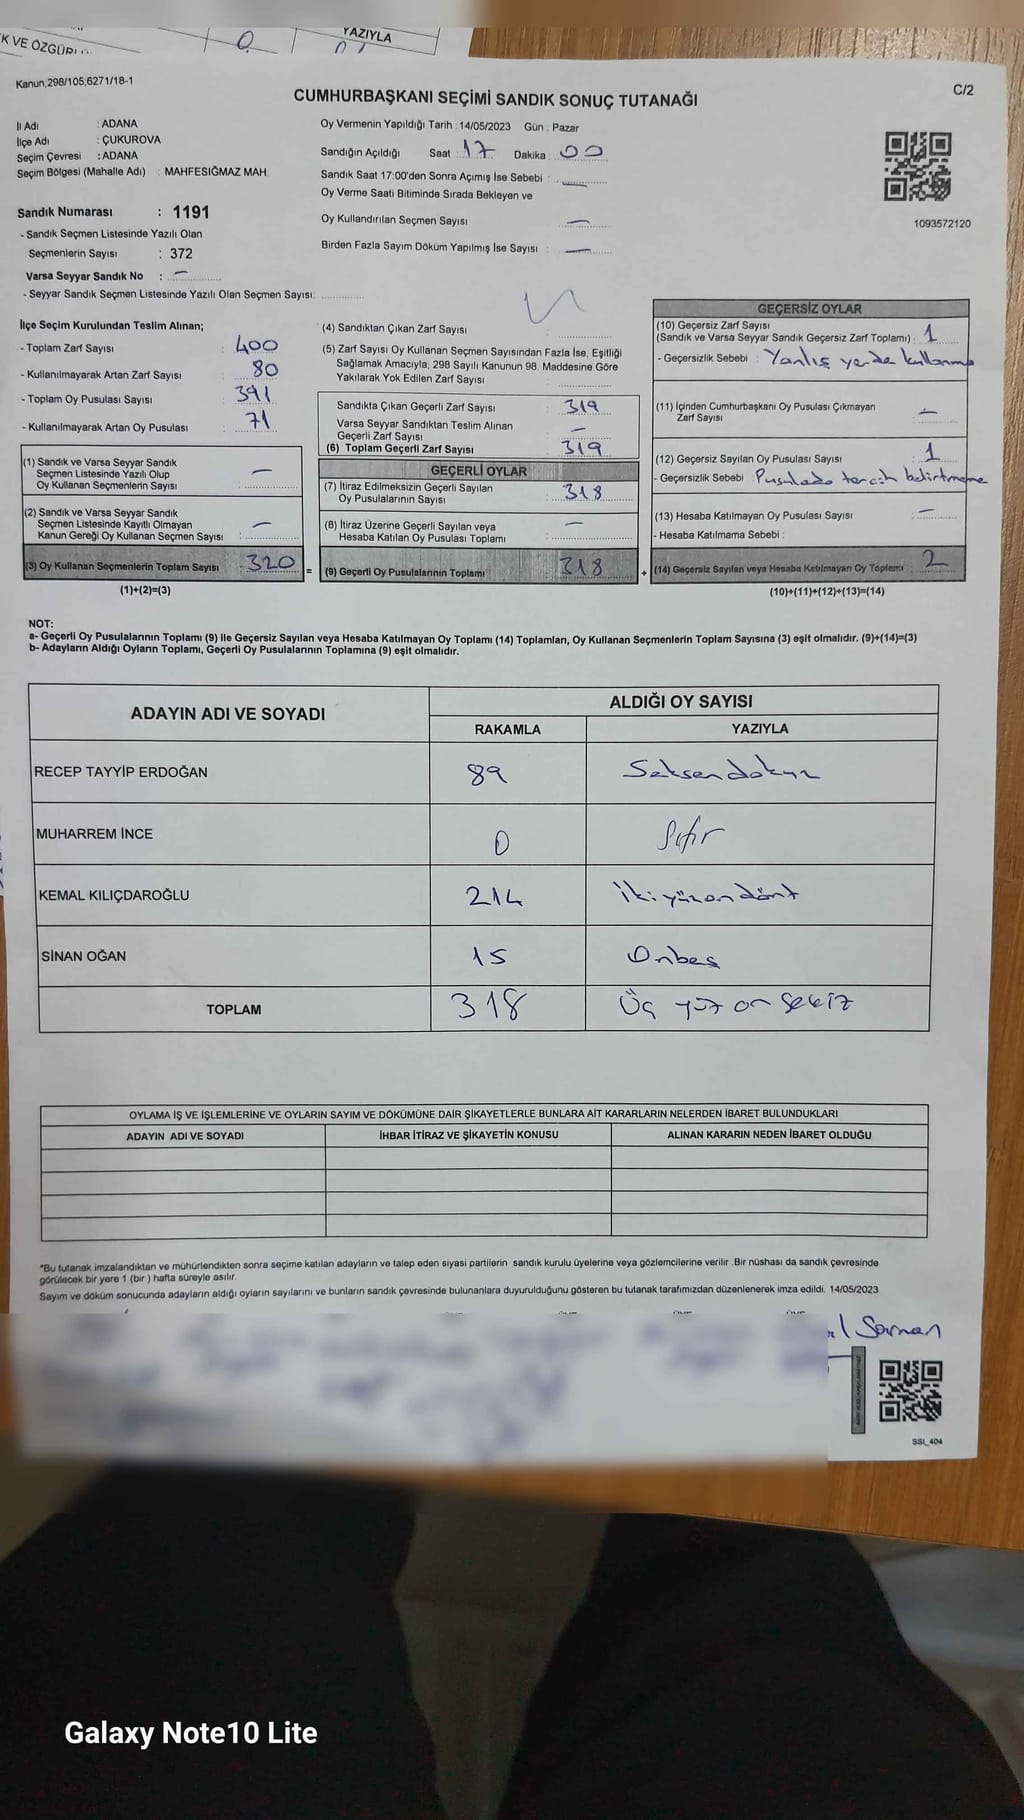 K VE ÖZGÜRL
0
YAZIYLA
Kanun;298/105,6271/18-1
C/2
CUMHURBAŞKANI SEÇİMİ SANDIK SONUÇ TUTANAĞI
İl Adı : ADANA
İlçe Adı : ÇUKUROVA
Seçim Çevresi : ADANA
Seçim Bölgesi (Mahalle Adı) : MAHFESIĞMAZ MAH.
Sandık Numarası : 1191
- Sandık Seçmen Listesinde Yazılı Olan
Seçmenlerin Sayısı : 372
Varsa Seyyar Sandık No : —
- Seyyar Sandık Seçmen Listesinde Yazılı Olan Seçmen Sayısı:
Oy Vermenin Yapıldığı Tarih : 14/05/2023 Gün : Pazar
Sandığın Açıldığı Saat : 17 Dakika : 00
Sandık Saat 17:00'den Sonra Açımış İse Sebebi : —
Oy Verme Saati Bitiminde Sırada Bekleyen ve
Oy Kullandırılan Seçmen Sayısı —
Birden Fazla Sayım Döküm Yapılmış İse Sayısı : —
1093572120
İlçe Seçim Kurulundan Teslim Alınan;
- Toplam Zarf Sayısı : 400
- Kullanılmayarak Artan Zarf Sayısı : 80
- Toplam Oy Pusulası Sayısı : 391
- Kullanılmayarak Artan Oy Pusulası : 71
(1) Sandık ve Varsa Seyyar Sandık
Seçmen Listesinde Yazılı Olup
Oy Kullanan Seçmenlerin Sayısı : —
(2) Sandık ve Varsa Seyyar Sandık
Seçmen Listesinde Kayıtlı Olmayan
Kanun Gereği Oy Kullanan Seçmen Sayısı : —
(3) Oy Kullanan Seçmenlerin Toplam Sayısı : 320 =
(1)+(2)=(3)
(4) Sandıktan Çıkan Zarf Sayısı
(5) Zarf Sayısı Oy Kullanan Seçmen Sayısından Fazla İse, Eşitliği
Sağlamak Amacıyla; 298 Sayılı Kanunun 98. Maddesine Göre
Yakılarak Yok Edilen Zarf Sayısı :
Sandıkta Çıkan Geçerli Zarf Sayısı : 319
Varsa Seyyar Sandıktan Teslim Alınan
Geçerli Zarf Sayısı : —
(6) Toplam Geçerli Zarf Sayısı : 319
GEÇERLİ OYLAR
(7) İtiraz Edilmeksizin Geçerli Sayılan
Oy Pusulalarının Sayısı : 318
(8) İtiraz Üzerine Geçerli Sayılan veya
Hesaba Katılan Oy Pusulası Toplamı : —
(9) Geçerli Oy Pusulalarının Toplamı : 318 +
GEÇERSİZ OYLAR
(10) Geçersiz Zarf Sayısı
(Sandık ve Varsa Seyyar Sandık Geçersiz Zarf Toplamı) : 1
- Geçersizlik Sebebi : Yanlış yerde kullanma
(11) İçinden Cumhurbaşkanı Oy Pusulası Çıkmayan
Zarf Sayısı : —
(12) Geçersiz Sayılan Oy Pusulası Sayısı : 1
- Geçersizlik Sebebi : Pusulada tercih belirtmeme
(13) Hesaba Katılmayan Oy Pusulası Sayısı : —
- Hesaba Katılmama Sebebi :
(14) Geçersiz Sayılan veya Hesaba Katılmayan Oy Toplamı : 2
(10)+(11)+(12)+(13)=(14)
NOT:
a- Geçerli Oy Pusulalarının Toplamı (9) ile Geçersiz Sayılan veya Hesaba Katılmayan Oy Toplamı (14) Toplamları, Oy Kullanan Seçmenlerin Toplam Sayısına (3) eşit olmalıdır. (9)+(14)=(3)
b- Adayların Aldığı Oyların Toplamı, Geçerli Oy Pusulalarının Toplamına (9) eşit olmalıdır.
ADAYIN ADI VE SOYADI ALDIĞI OY SAYISI
RAKAMLA YAZIYLA
RECEP TAYYİP ERDOĞAN 89 Seksendokuz
MUHARREM İNCE 0 Sıfır
KEMAL KILIÇDAROĞLU 214 İkiyüzondört
SİNAN OĞAN 15 Onbeş
TOPLAM 318 Üç yüz on sekiz
OYLAMA İŞ VE İŞLEMLERİNE VE OYLARIN SAYIM VE DÖKÜMÜNE DAİR ŞİKAYETLERLE BUNLARA AİT KARARLARIN NELERDEN İBARET BULUNDUKLARI
ADAYIN ADI VE SOYADI İHBAR İTİRAZ VE ŞİKAYETİN KONUSU ALINAN KARARIN NEDEN İBARET OLDUĞU
*Bu tutanak imzalandıktan ve mühürlendikten sonra seçime katılan adayların ve talep eden siyasi partilerin sandık kurulu üyelerine veya gözlemcilerine verilir .Bir nüshası da sandık çevresinde
görülecek bir yere 1 (bir ) hafta süreyle asılır.
Sayım ve döküm sonucunda adayların aldığı oyların sayılarını ve bunların sandık çevresinde bulunanlara duyurulduğunu gösteren bu tutanak tarafımızdan düzenlenerek imza edildi. 14/05/2023
Saman
SSI_404
Galaxy Note10 Lite